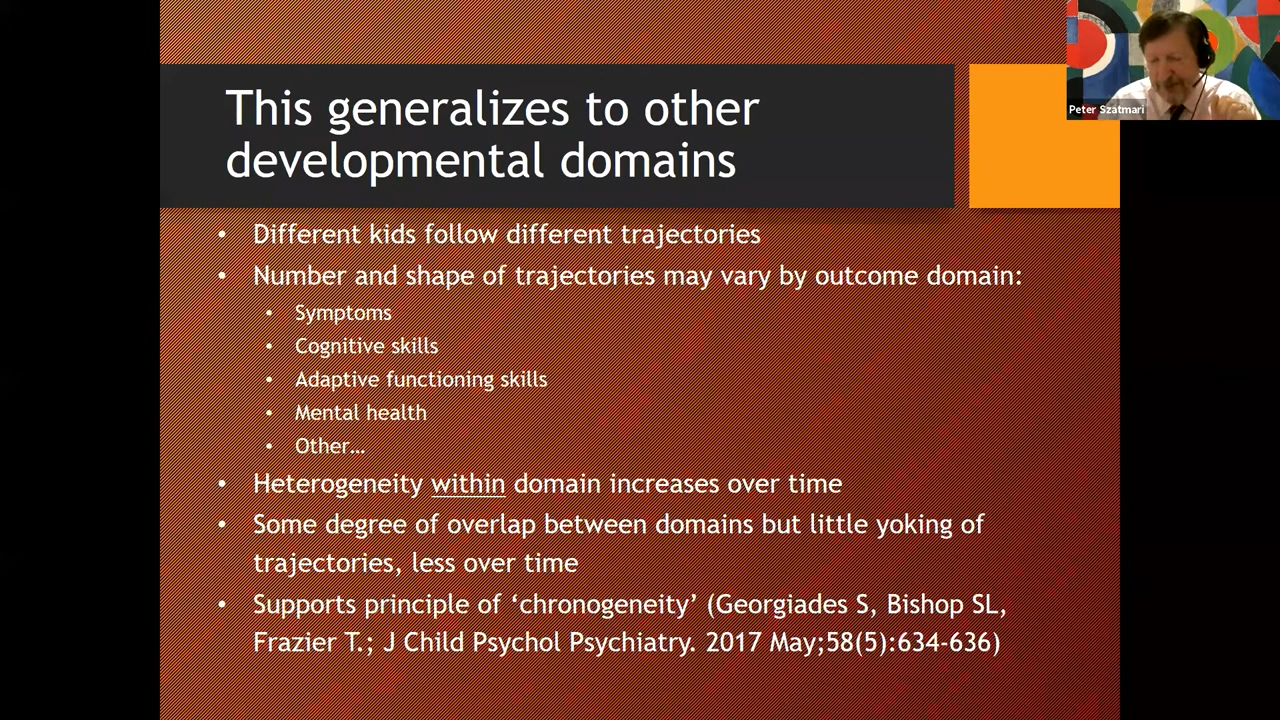 This generalizes to other
developmental domains
Peter Szatmari
• Different kids follow different trajectories
• Number and shape of trajectories may vary by outcome domain:
• Symptoms
• Cognitive skills
• Adaptive functioning skills
• Mental health
• Other…
• Heterogeneity within domain increases over time
• Some degree of overlap between domains but little yoking of
trajectories, less over time
• Supports principle of ‘chronogeneity’ (Georgiades S, Bishop SL,
Frazier T.; J Child Psychol Psychiatry. 2017 May;58(5):634-636)